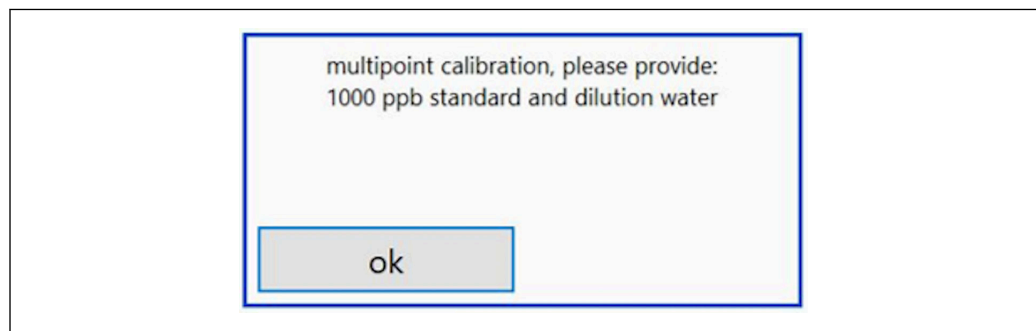 multipoint calibration, please provide:
1000 ppb standard and dilution water
ok